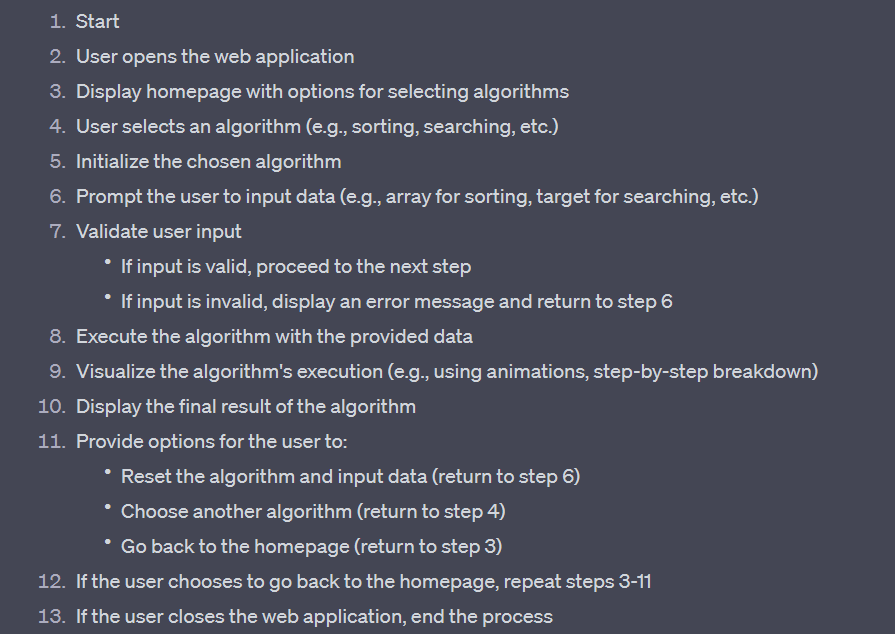 1. Start
2. User opens the web application
3. Display homepage with options for selecting algorithms
4. User selects an algorithm (e.g., sorting, searching, etc.)
5. Initialize the chosen algorithm
6. Prompt the user to input data (e.g., array for sorting, target for searching, etc.)
7. Validate user input
• If input is valid, proceed to the next step
• If input is invalid, display an error message and return to step 6
8. Execute the algorithm with the provided data
9. Visualize the algorithm's execution (e.g., using animations, step-by-step breakdown)
10. Display the final result of the algorithm
11. Provide options for the user to:
• Reset the algorithm and input data (return to step 6)
• Choose another algorithm (return to step 4)
• Go back to the homepage (return to step 3)
12. If the user chooses to go back to the homepage, repeat steps 3-11
13. If the user closes the web application, end the process